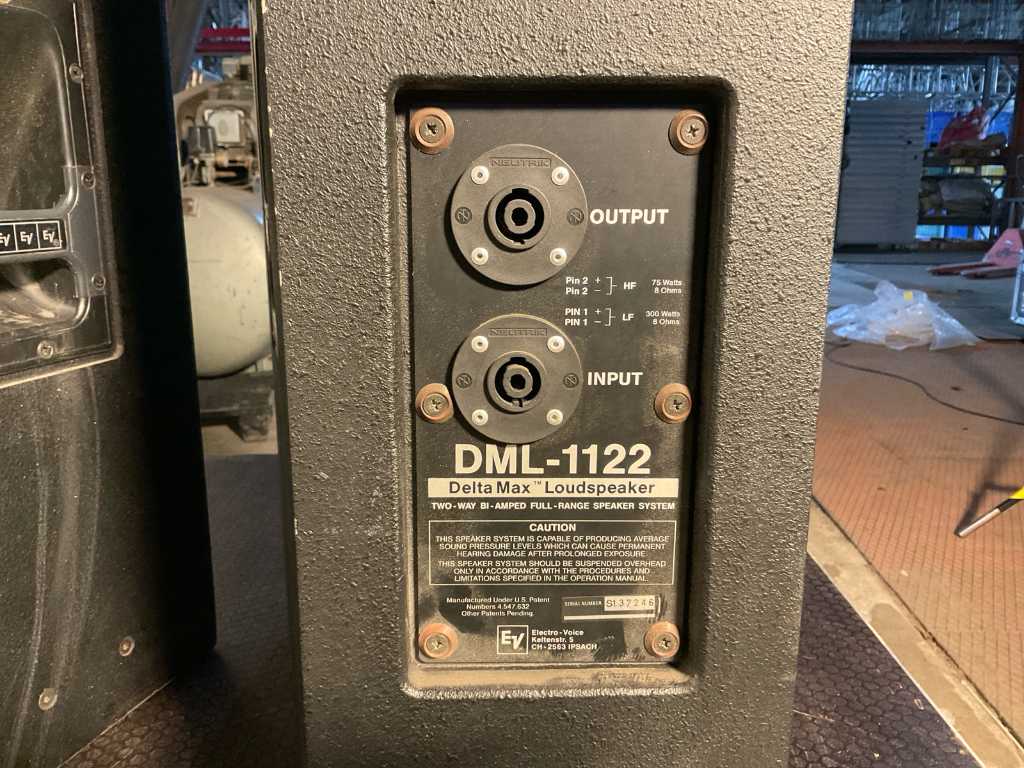 EV EV EV
NEUTRIK
OUTPUT
Pin 2 + HF 75 Watts
Pin 2 − 8 Ohms
PIN 1 + LF 300 Watts
PIN 1 − 8 Ohms
NEUTRIK
INPUT
DML-1122
Delta Max™ Loudspeaker
TWO-WAY BI-AMPED FULL-RANGE SPEAKER SYSTEM
CAUTION
THIS SPEAKER SYSTEM IS CAPABLE OF PRODUCING AVERAGE
SOUND PRESSURE LEVELS WHICH CAN CAUSE PERMANENT
HEARING DAMAGE AFTER PROLONGED EXPOSURE.
THIS SPEAKER SYSTEM SHOULD BE SUSPENDED OVERHEAD
ONLY IN ACCORDANCE WITH THE PROCEDURES AND
LIMITATIONS SPECIFIED IN THE OPERATION MANUAL.
Manufactured Under U.S. Patent
Numbers 4.547.632
Other Patents Pending.
SERIAL NUMBER S137246
EV
Electro-Voice
Keltenstr. 5
CH-2563 IPSACH